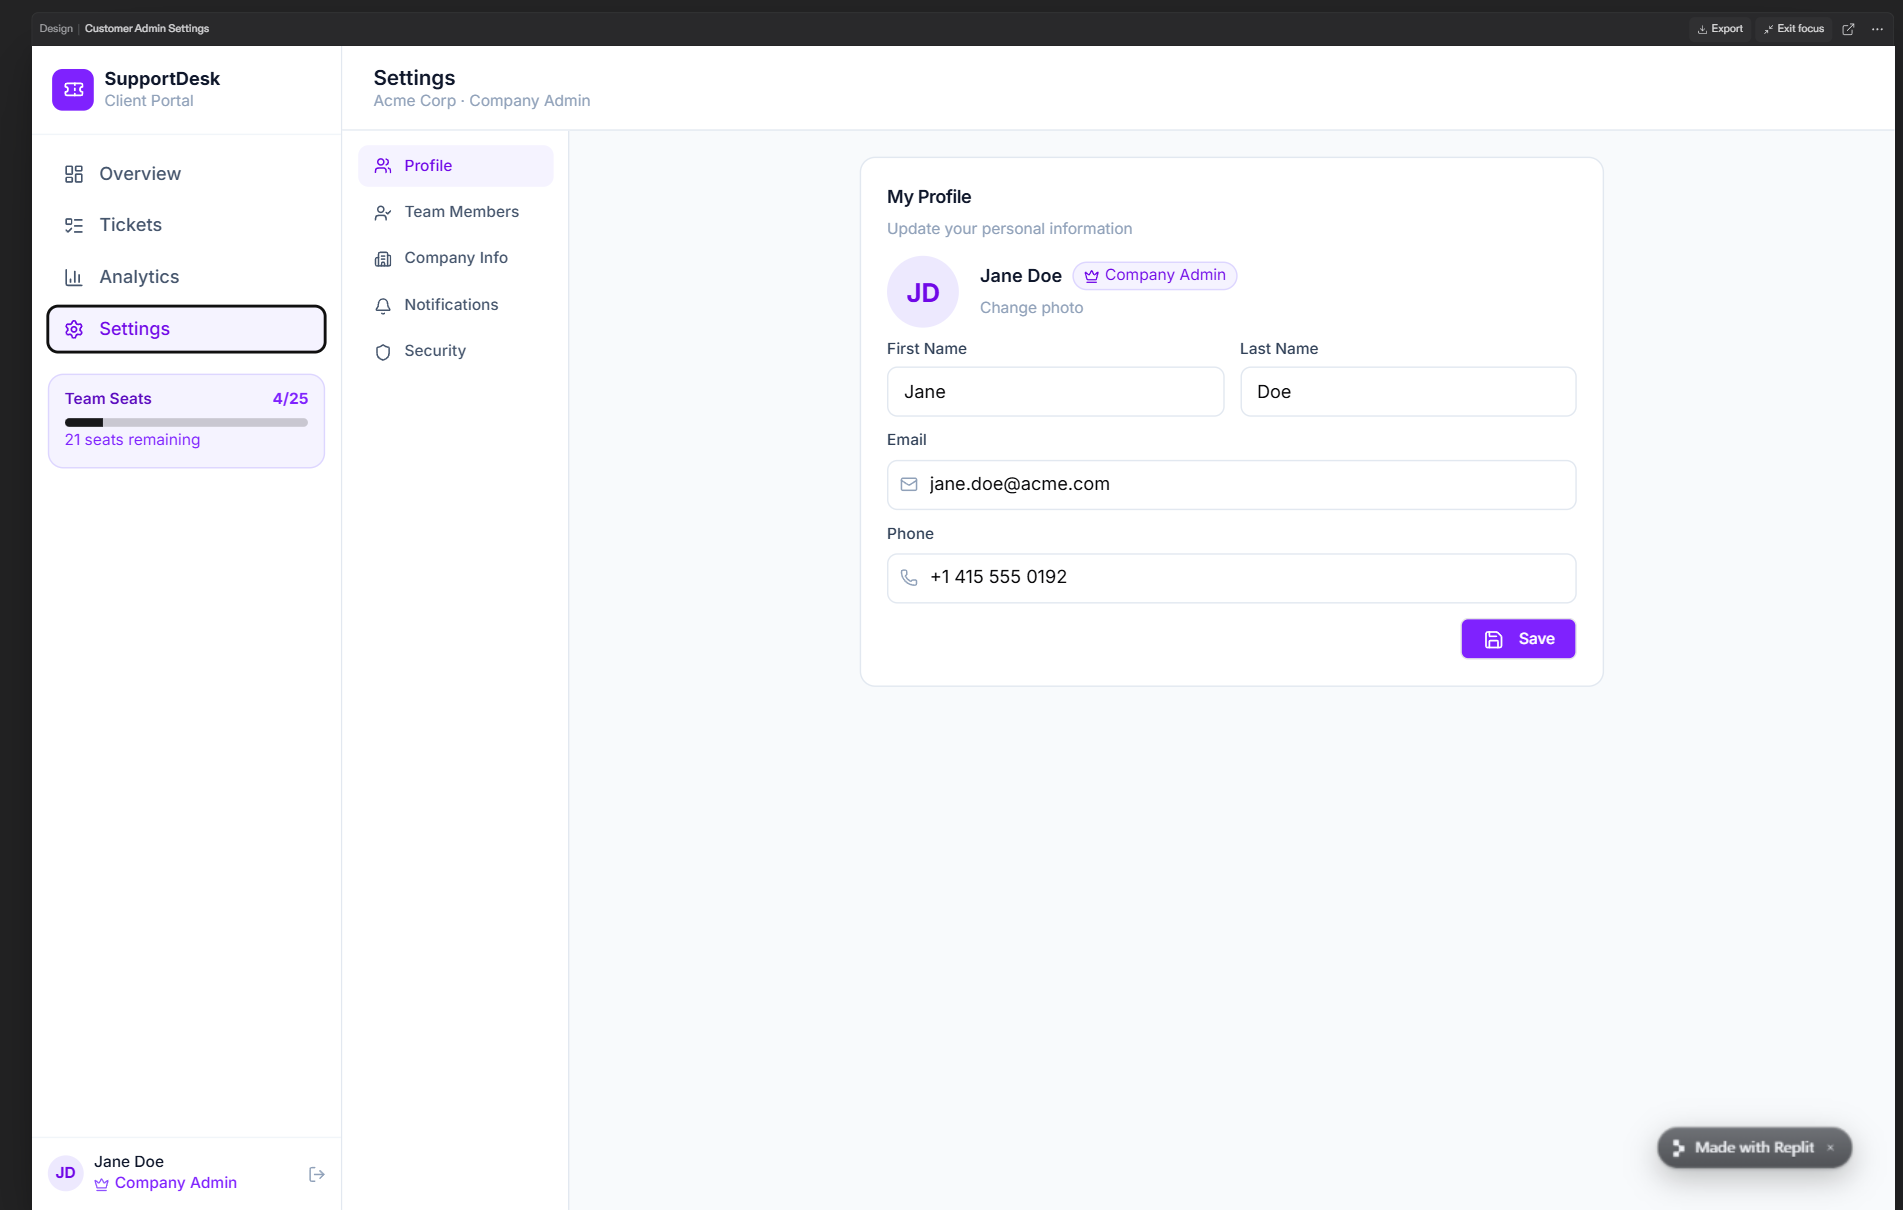 Design | Customer Admin Settings
Export
Exit focus
SupportDesk
Client Portal
Overview
Tickets
Analytics
Settings
Team Seats 4/25
21 seats remaining
JD
Jane Doe
Company Admin
Settings
Acme Corp · Company Admin
Profile
Team Members
Company Info
Notifications
Security
My Profile
Update your personal information
JD
Jane Doe
Company Admin
Change photo
First Name
Jane
Last Name
Doe
Email
jane.doe@acme.com
Phone
+1 415 555 0192
Save
Made with Replit ×